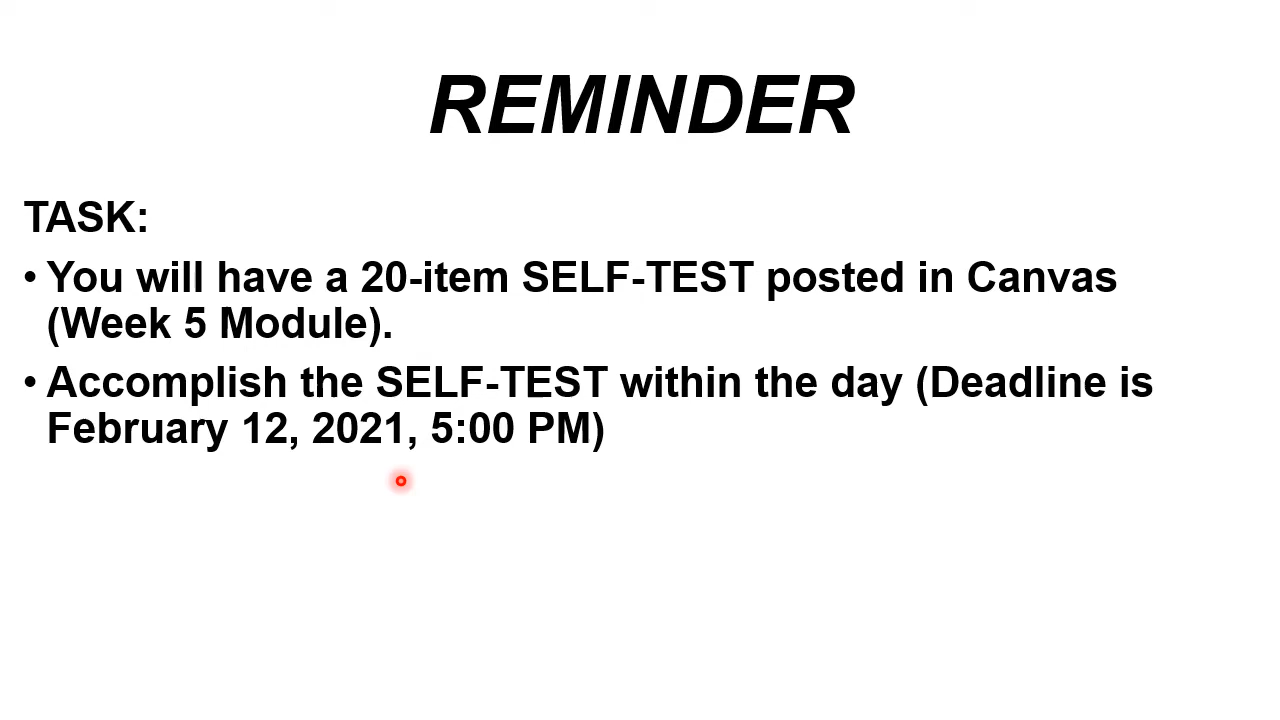 REMINDER
TASK:
• You will have a 20-item SELF-TEST posted in Canvas
(Week 5 Module).
• Accomplish the SELF-TEST within the day (Deadline is
February 12, 2021, 5:00 PM)